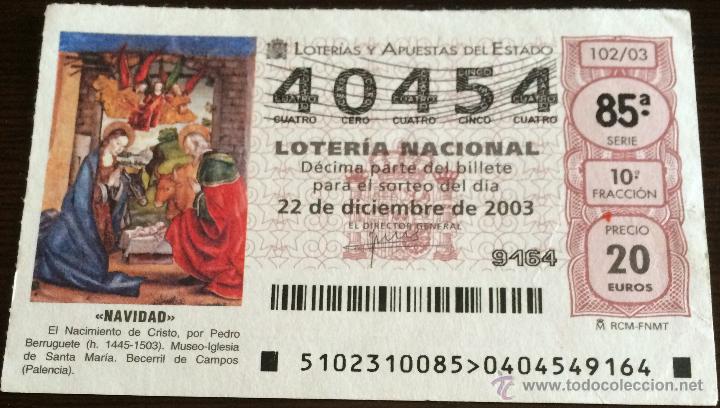 LOTERÍAS Y APUESTAS DEL ESTADO
40454
CUATRO CERO CUATRO CINCO CUATRO
LOTERÍA NACIONAL
Décima parte del billete
para el sorteo del día
22 de diciembre de 2003
EL DIRECTOR GENERAL
9164
102/03
85ª
SERIE
10ª
FRACCIÓN
PRECIO
20
EUROS
RCM-FNMT
«NAVIDAD»
El Nacimiento de Cristo, por Pedro
Berruguete (h. 1445-1503). Museo-Iglesia
de Santa María. Becerril de Campos
(Palencia).
5102310085>0404549164
© www.todocoleccion.net